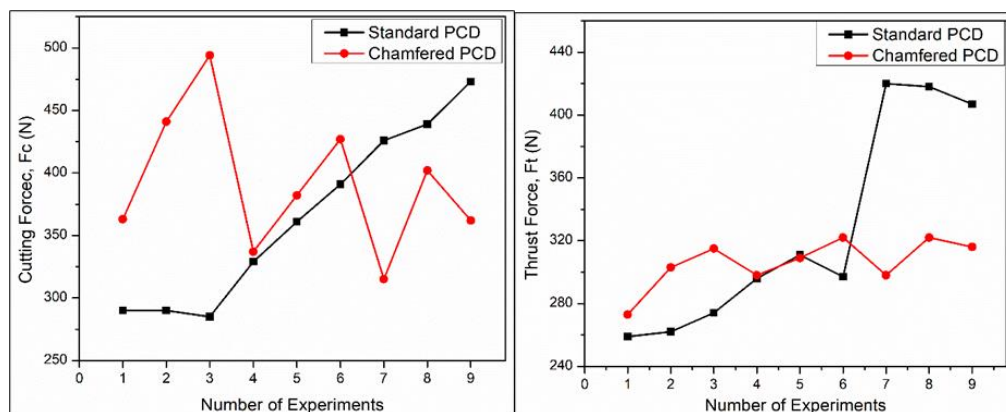 500
450
400
350
300
250
Cutting Forcec, Fc (N)
Standard PCD
Chamfered PCD
0 1 2 3 4 5 6 7 8 9
Number of Experiments
440
400
360
320
280
240
Thrust Force, Ft (N)
Standard PCD
Chamfered PCD
0 1 2 3 4 5 6 7 8 9
Number of Experiments